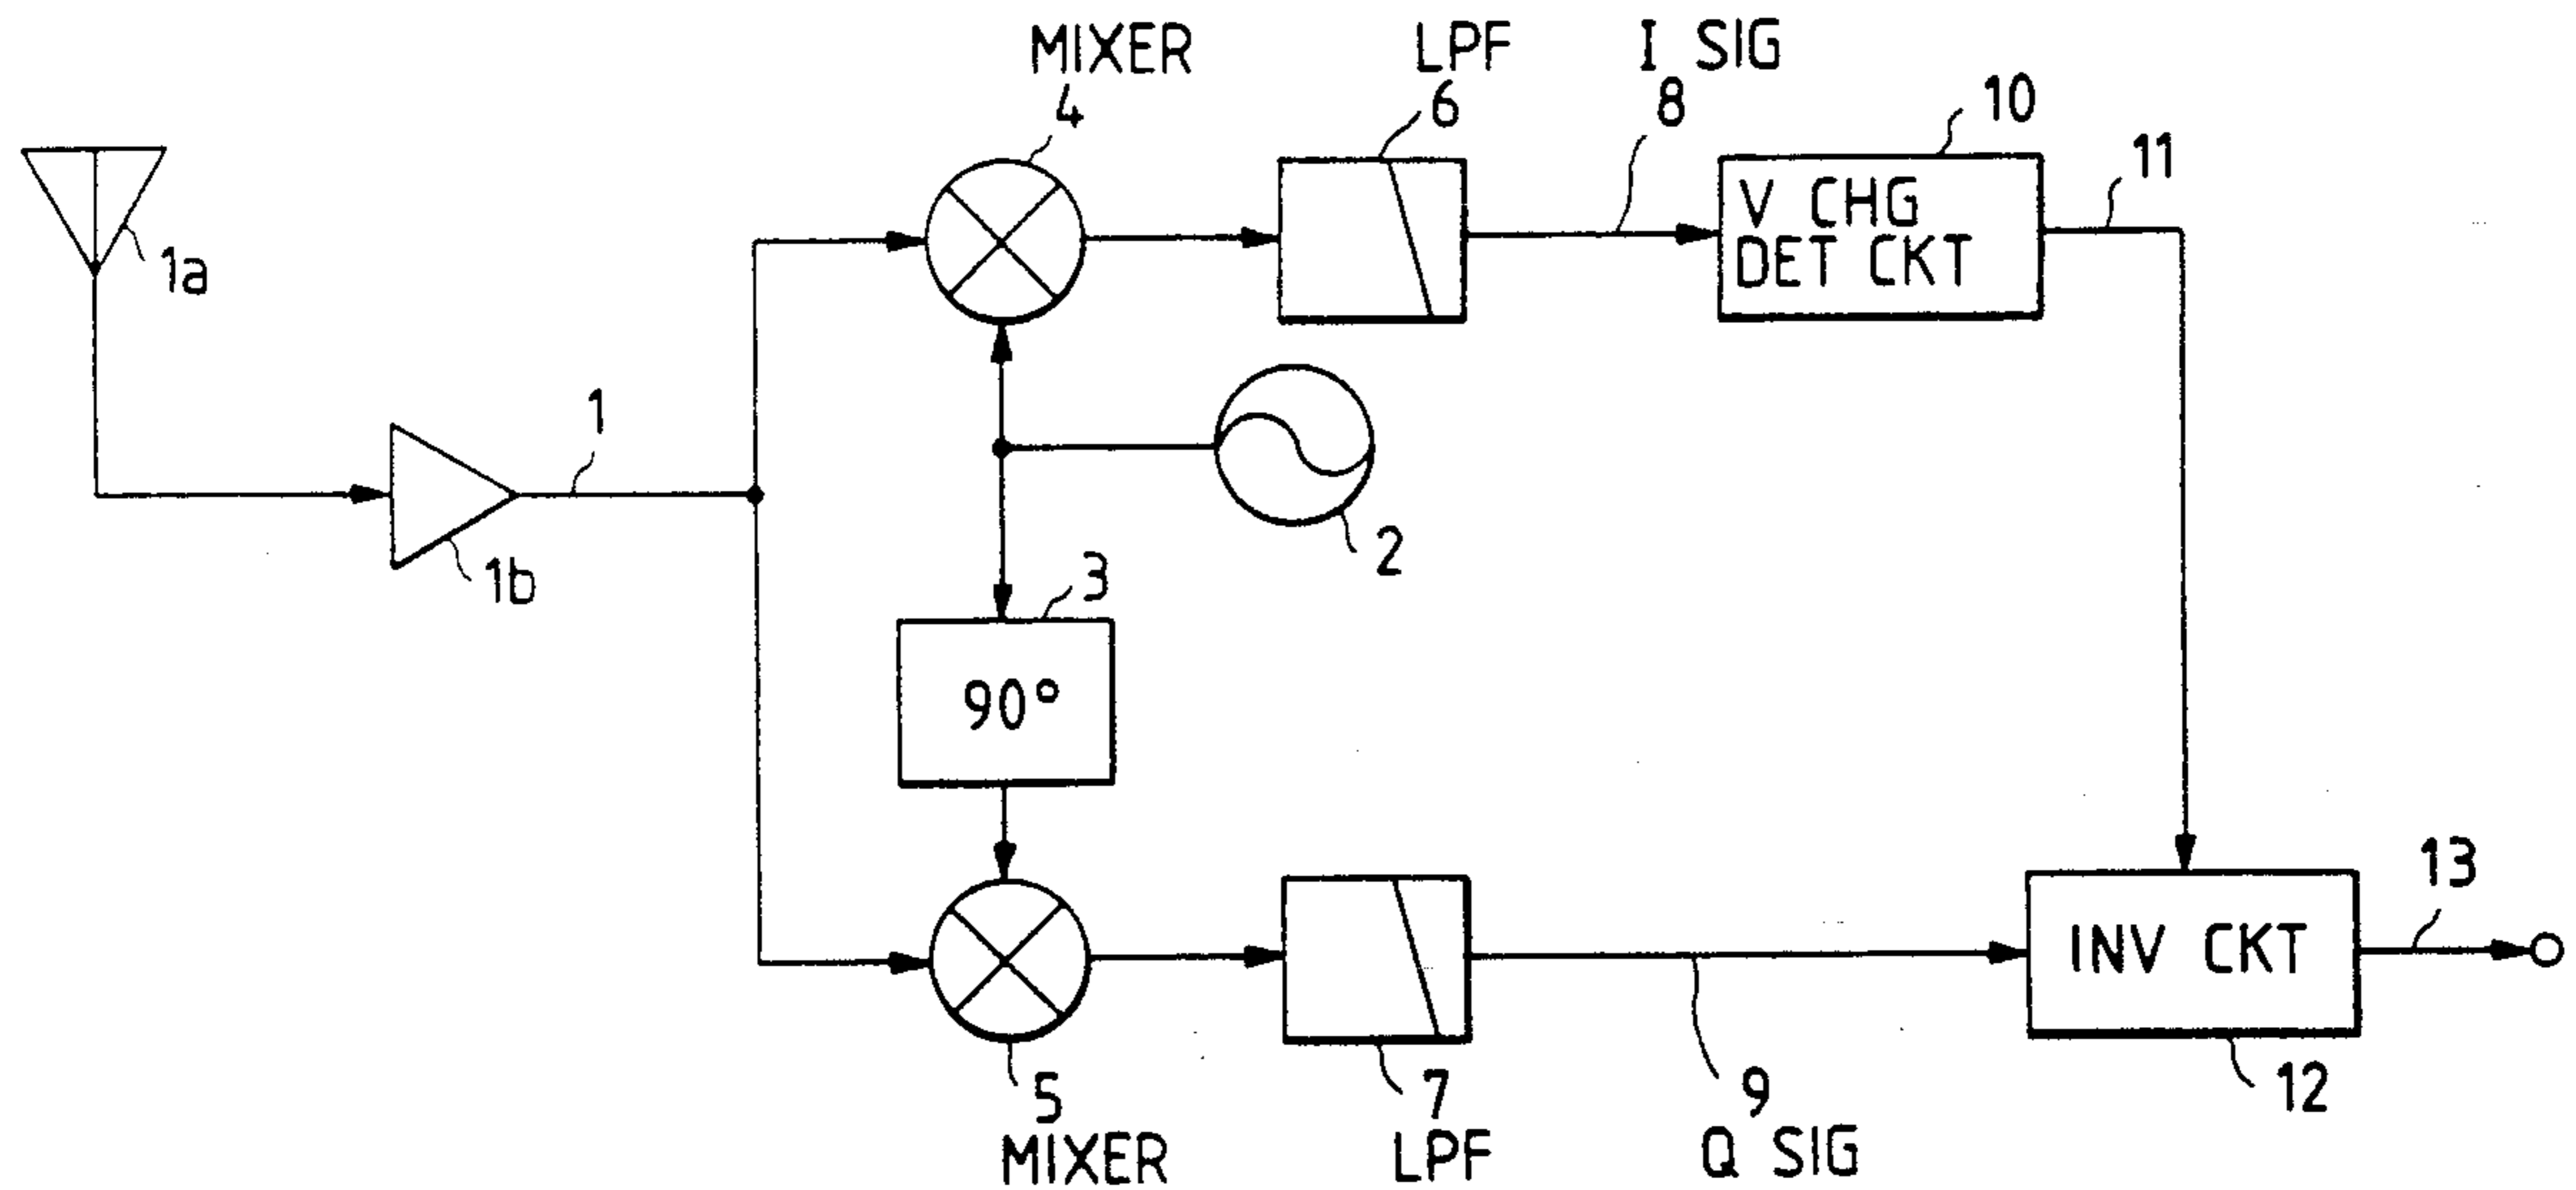 MIXER
4
LPF
6
I SIG
8
10
11
V CHG
DET CKT
1a
1
1b
2
3
90°
13
INV CKT
12
5
MIXER
7
LPF
9
Q SIG